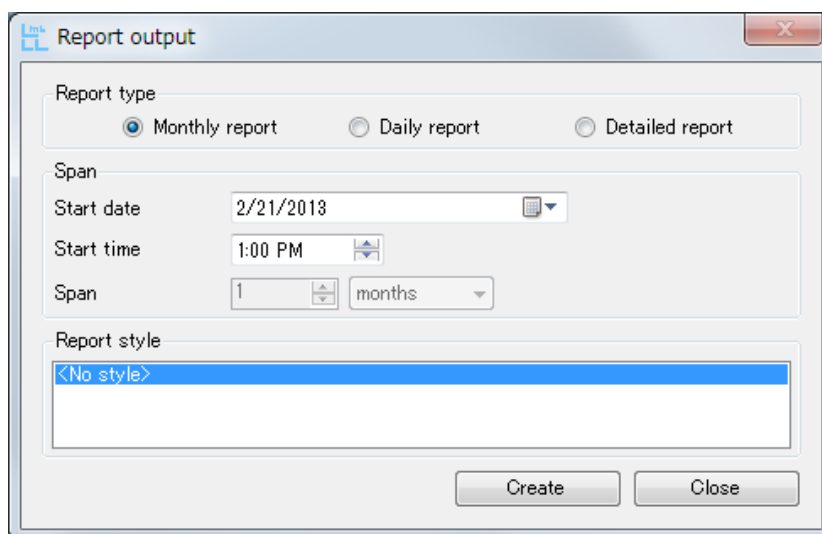 Report output
Report type
Monthly report Daily report Detailed report
Span
Start date 2/21/2013
Start time 1:00 PM
Span 1 months
Report style
<No style>
Create Close